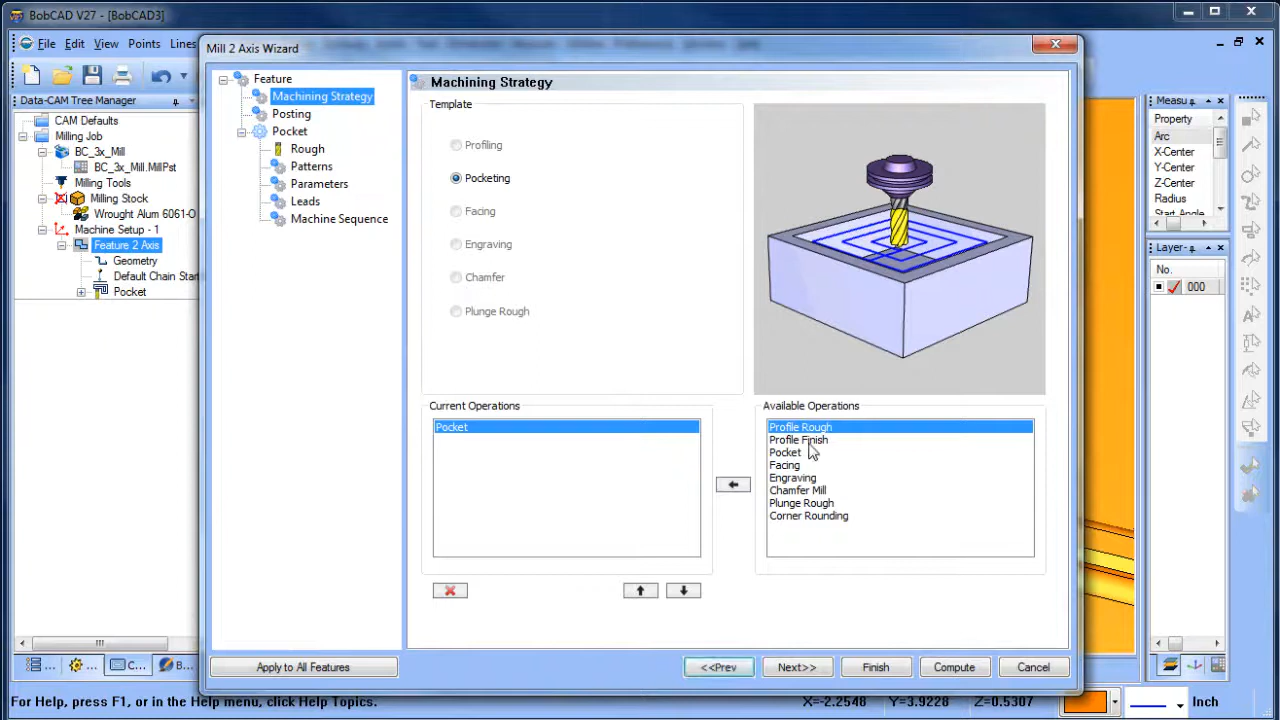 BobCAD V27 - [BobCAD3]
File Edit View Points Lines
Data-CAM Tree Manager
CAM Defaults
Milling Job
BC_3x_Mill
BC_3x_Mill.MillPst
Milling Tools
Milling Stock
Wrought Alum 6061-O
Machine Setup - 1
Feature 2 Axis
Geometry
Default Chain Start
Pocket
C...
B...
Mill 2 Axis Wizard
Feature
Machining Strategy
Posting
Pocket
Rough
Patterns
Parameters
Leads
Machine Sequence
Machining Strategy
Template
Profiling
Pocketing
Facing
Engraving
Chamfer
Plunge Rough
Current Operations
Pocket
Available Operations
Profile Rough
Profile Finish
Pocket
Facing
Engraving
Chamfer Mill
Plunge Rough
Corner Rounding
Apply to All Features
<<Prev
Next>>
Finish
Compute
Cancel
Measu
Property
Arc
X-Center
Y-Center
Z-Center
Radius
Start Angle
Layer-
No.
000
For Help, press F1, or in the Help menu, click Help Topics.
X=-2.2548 Y=3.9228 Z=0.5307
Inch